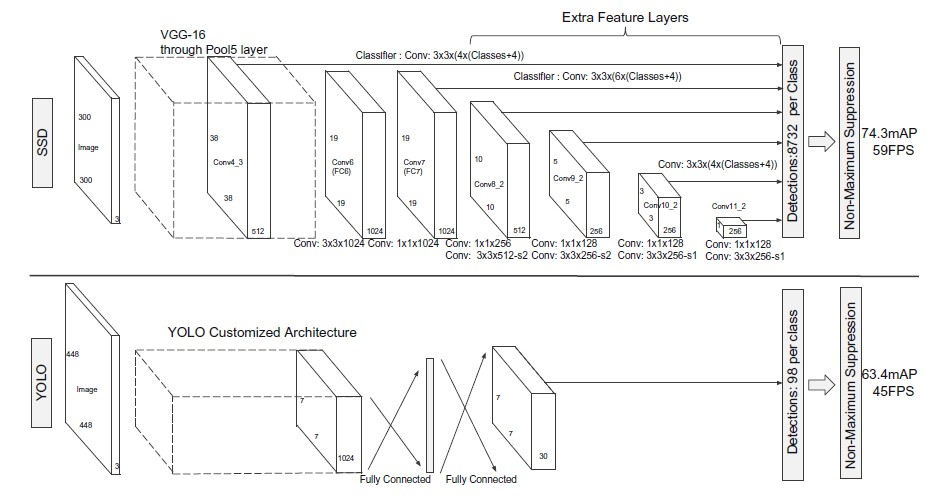 Extra Feature Layers
VGG-16
through Pool5 layer
Classifier : Conv: 3x3x(4x(Classes+4))
Classifier : Conv: 3x3x(6x(Classes+4))
SSD
300
Image
300
3
38
Conv4_3
38
512
19
Conv6
(FC6)
19
1024
19
Conv7
(FC7)
19
1024
10
Conv8_2
10
512
5
Conv9_2
5
256
Conv: 3x3x(4x(Classes+4))
3
Conv10_2
3
256
Conv11_2
1
256
Detections:8732 per Class
Non-Maximum Suppression
74.3mAP
59FPS
Conv: 3x3x1024
Conv: 1x1x1024
Conv: 1x1x256
Conv: 3x3x512-s2
Conv: 1x1x128
Conv: 3x3x256-s2
Conv: 1x1x128
Conv: 3x3x256-s1
Conv: 1x1x128
Conv: 3x3x256-s1
YOLO
448
Image
448
3
YOLO Customized Architecture
7
7
1024
Fully Connected
Fully Connected
7
7
30
Detections: 98 per class
Non-Maximum Suppression
63.4mAP
45FPS